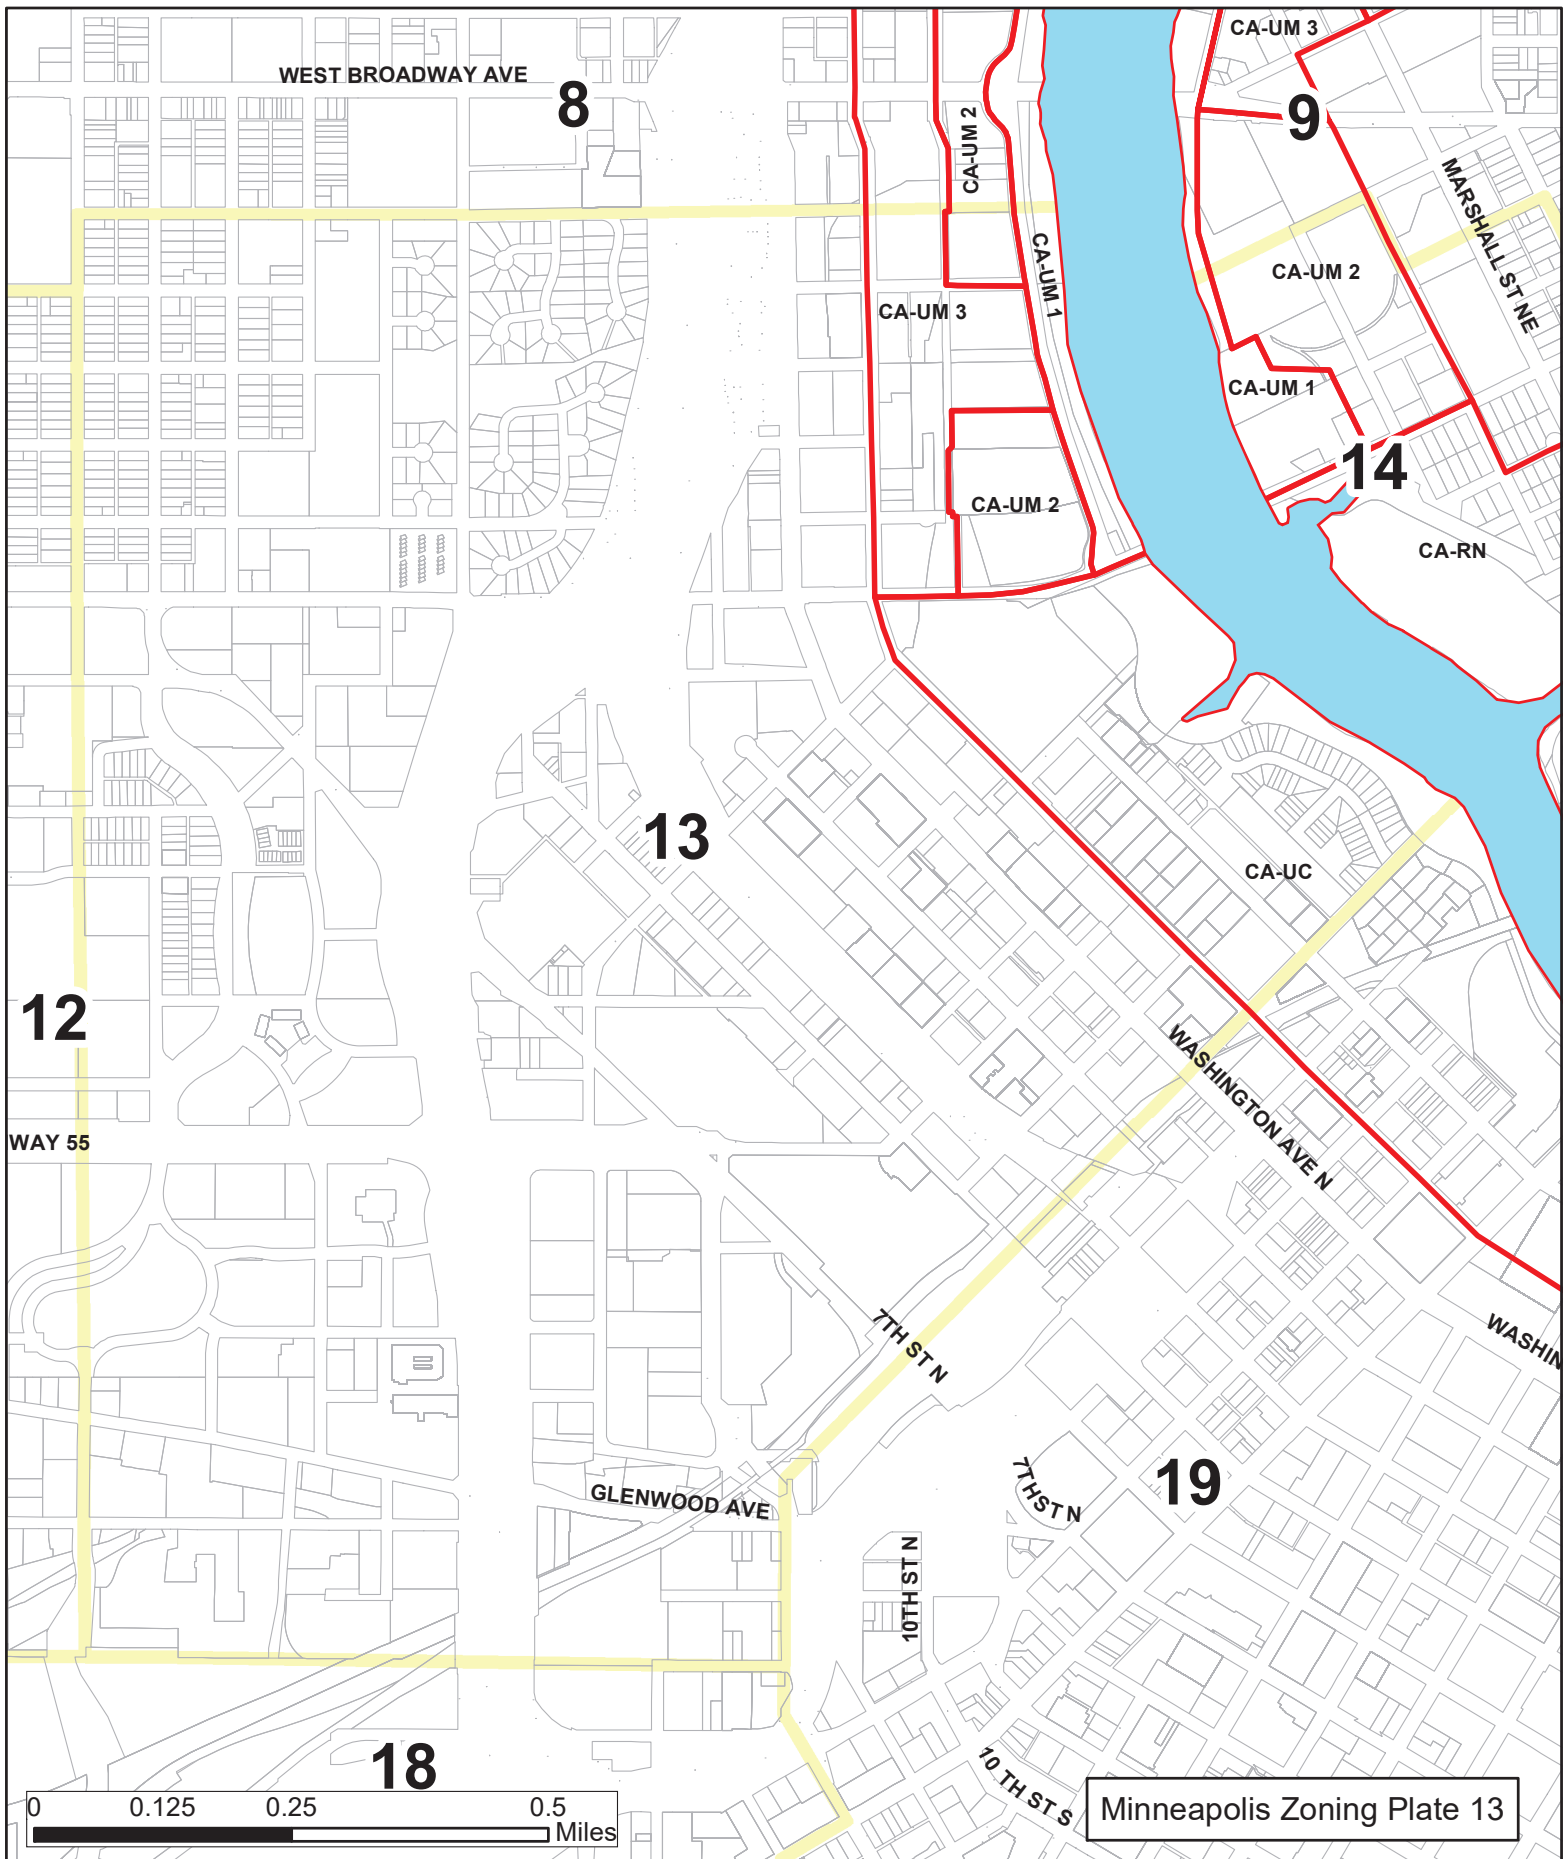 CA-UM 3
WEST BROADWAY AVE
8
9
CA-UM 2
MARSHALL ST NE
CA-UM 1
CA-UM 2
CA-UM 3
CA-UM 1
14
CA-UM 2
CA-RN
13
CA-UC
12
WASHINGTON AVE N
WAY 55
7TH ST N
WASHIN
19
7TH ST N
GLENWOOD AVE
10TH ST N
18
10 TH ST S
0 0.125 0.25 0.5
Miles
Minneapolis Zoning Plate 13